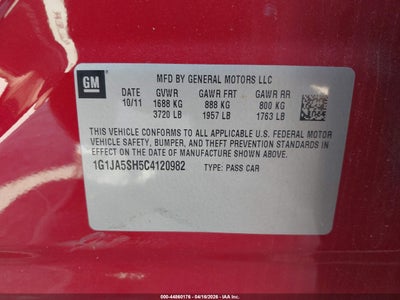 GM
MFD BY GENERAL MOTORS LLC
DATE GVWR GAWR FRT GAWR RR
10/11 1688 KG 888 KG 800 KG
3720 LB 1957 LB 1763 LB
THIS VEHICLE CONFORMS TO ALL APPLICABLE U.S. FEDERAL MOTOR
VEHICLE SAFETY, BUMPER, AND THEFT PREVENTION STANDARDS IN
EFFECT ON THE DATE OF MANUFACTURE SHOWN ABOVE.
1G1JA5SH5C4120982 TYPE: PASS CAR
000-44860176 - 04/18/2026 - IAAI.COM